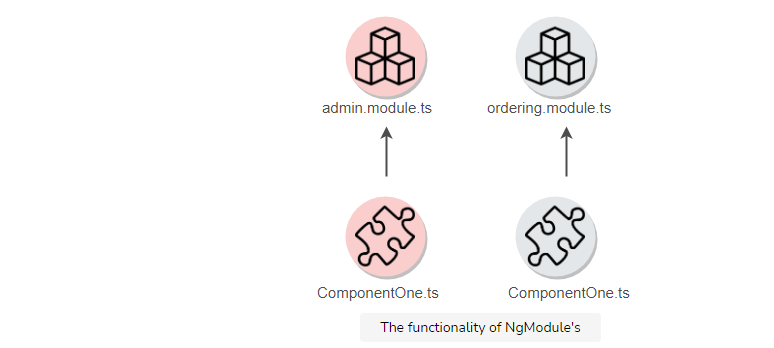 admin.module.ts
ordering.module.ts
ComponentOne.ts
ComponentOne.ts
The functionality of NgModule's